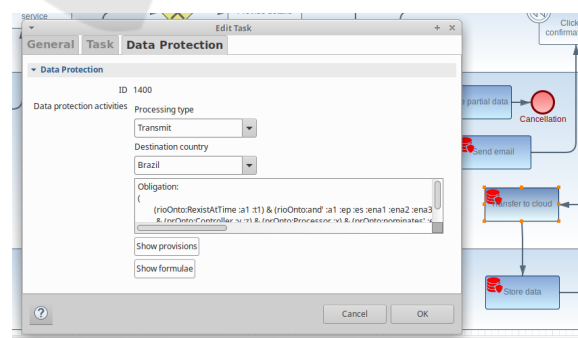 service
Edit Task
Click
confirmat
General Task Data Protection
Data Protection
ID 1400
Data protection activities Processing type
Transmit
Destination country
Brazil
Obligation:
(
(rioOnto:RexistAtTime :a1 :t1) & (rioOnto:and' :a1 :ep :es :ena1 :ena2 :ena3
& (prOnto:Controller :y :z) & (prOnto:Processor :x) & (prOnto:nominates' :e
Show provisions
Show formulae
Cancel OK
partial data
Cancellation
Send email
Transfer to cloud
Store data